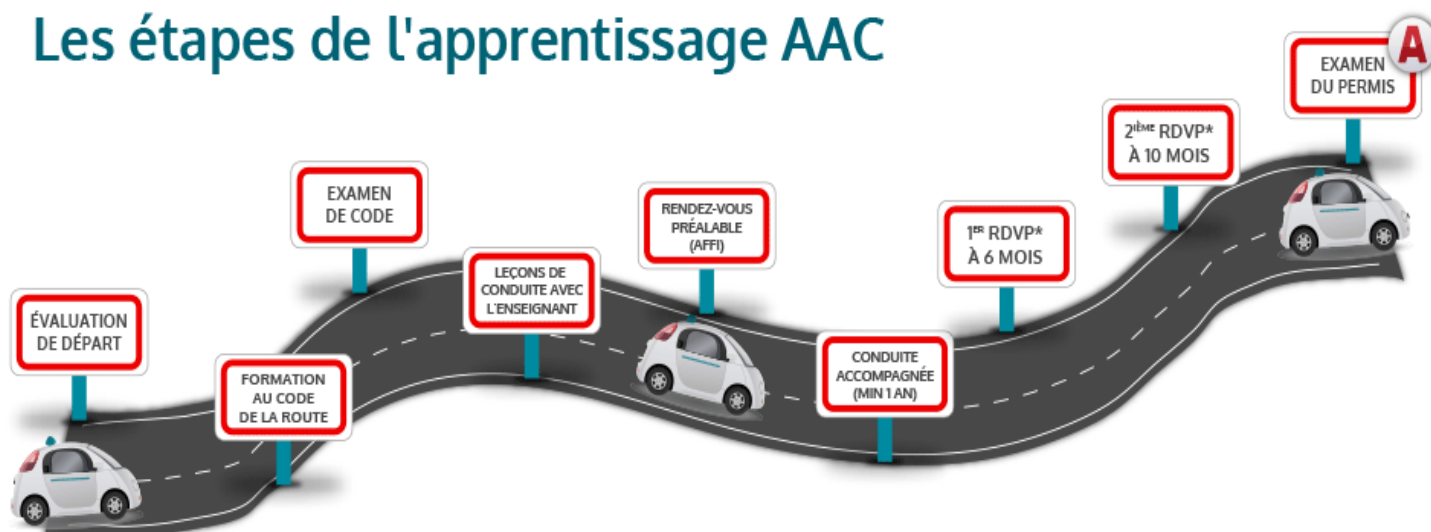 Les étapes de l'apprentissage AAC
ÉVALUATION
DE DÉPART
FORMATION
AU CODE
DE LA ROUTE
EXAMEN
DE CODE
LEÇONS DE
CONDUITE AVEC
L'ENSEIGNANT
RENDEZ-VOUS
PRÉALABLE
(AFFI)
CONDUITE
ACCOMPAGNÉE
(MIN 1 AN)
1ER RDVP*
À 6 MOIS
2IÈME RDVP*
À 10 MOIS
EXAMEN
DU PERMIS
A